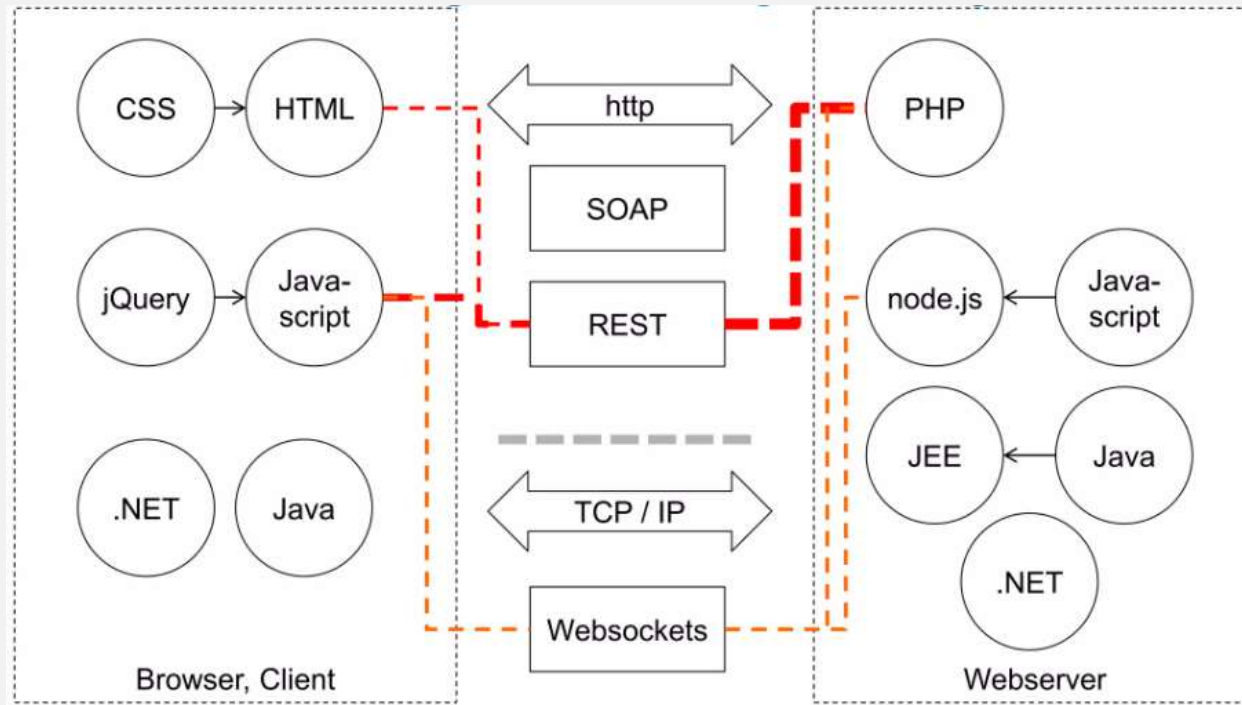 CSS
HTML
http
PHP
SOAP
jQuery
Java-
script
REST
node.js
Java-
script
JEE
Java
.NET
Java
TCP / IP
.NET
Websockets
Browser, Client
Webserver